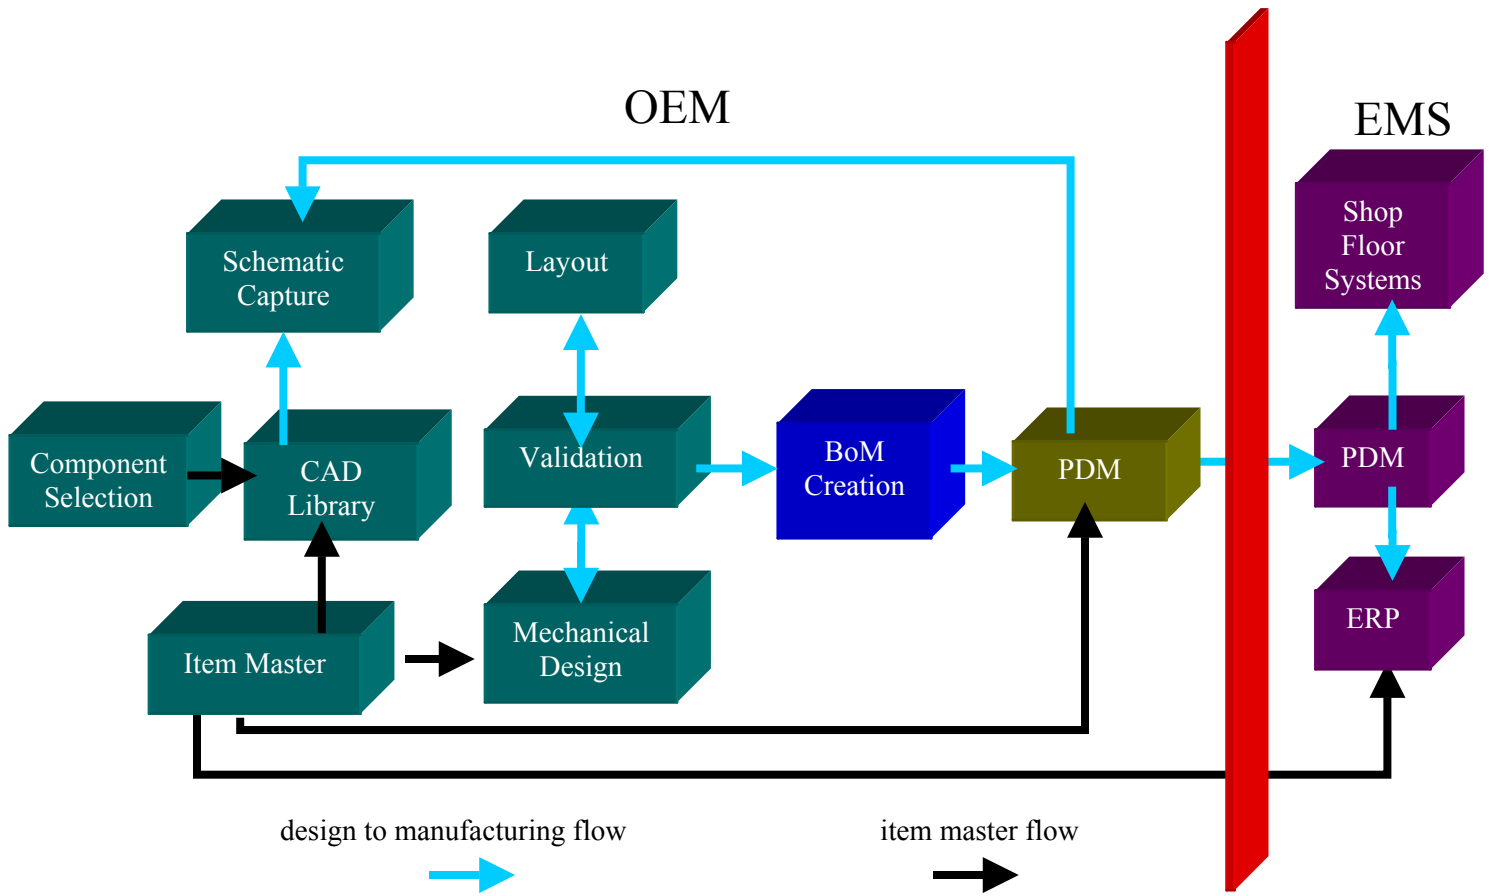 OEM
EMS
Schematic
Capture
Layout
Shop
Floor
Systems
Component
Selection
CAD
Library
Validation
BoM
Creation
PDM
PDM
Item Master
Mechanical
Design
ERP
design to manufacturing flow
item master flow